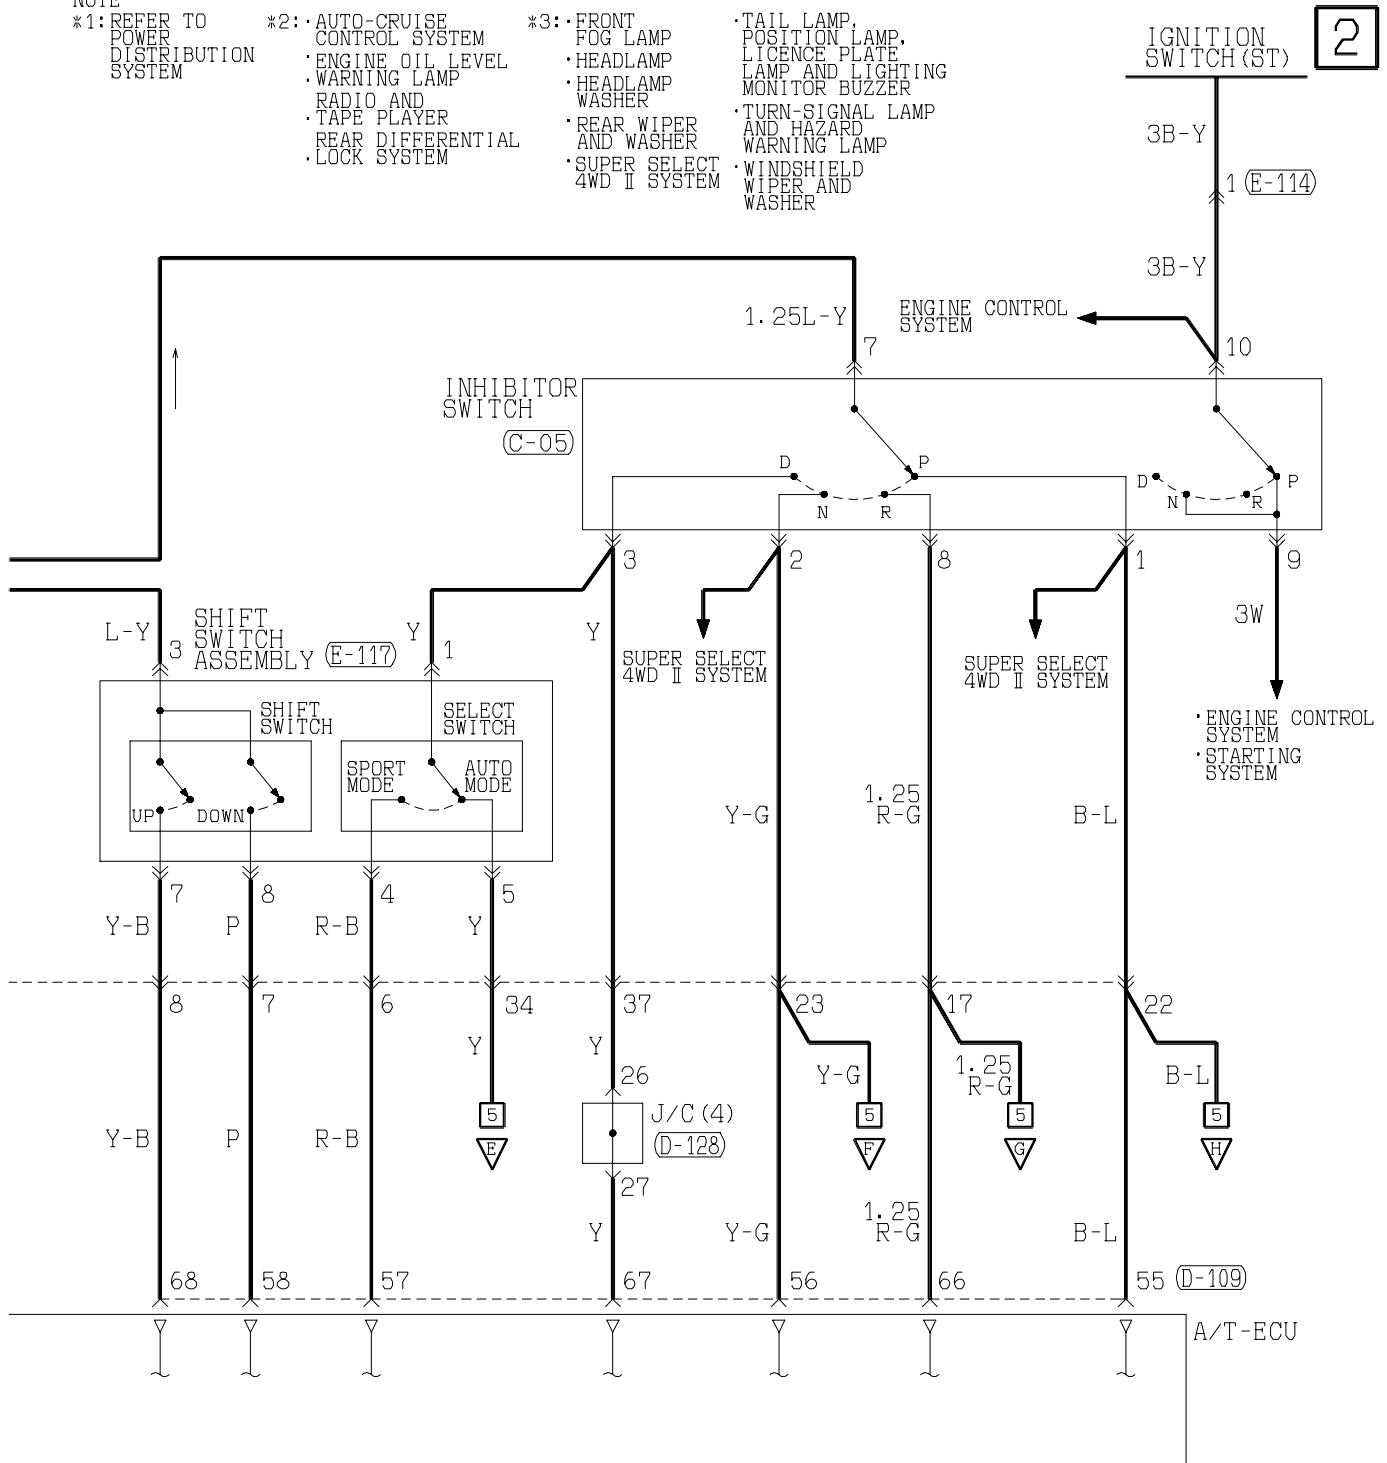 NOTE
*1:REFER TO
POWER
DISTRIBUTION
SYSTEM
*2:·AUTO-CRUISE
CONTROL SYSTEM
·ENGINE OIL LEVEL
·WARNING LAMP
RADIO AND
·TAPE PLAYER
REAR DIFFERENTIAL
·LOCK SYSTEM
*3:·FRONT
FOG LAMP
·HEADLAMP
·HEADLAMP
WASHER
·REAR WIPER
AND WASHER
·SUPER SELECT
4WD Ⅱ SYSTEM
·TAIL LAMP,
POSITION LAMP,
LICENCE PLATE
LAMP AND LIGHTING
MONITOR BUZZER
·TURN-SIGNAL LAMP
AND HAZARD
WARNING LAMP
·WINDSHIELD
WIPER AND
WASHER
IGNITION
SWITCH(ST)
2
3B-Y
1 E-114
3B-Y
1.25L-Y
ENGINE CONTROL
SYSTEM
7
10
INHIBITOR
SWITCH
C-05
D
P
N
R
D
P
N
R
3
2
8
1
9
L-Y
3
SHIFT
SWITCH
ASSEMBLY
E-117
Y
1
Y
SUPER SELECT
4WD Ⅱ SYSTEM
SUPER SELECT
4WD Ⅱ SYSTEM
3W
·ENGINE CONTROL
SYSTEM
·STARTING
SYSTEM
SHIFT
SWITCH
SELECT
SWITCH
SPORT
MODE
AUTO
MODE
UP
DOWN
Y-G
1.25
R-G
B-L
7
8
4
5
Y-B
P
R-B
Y
8
7
6
34
37
23
17
22
Y
Y
Y-G
1.25
R-G
B-L
26
5
E
J/C(4)
D-128
5
F
5
G
5
H
Y-B
P
R-B
27
Y
Y-G
1.25
R-G
B-L
68
58
57
67
56
66
55
D-109
A/T-ECU